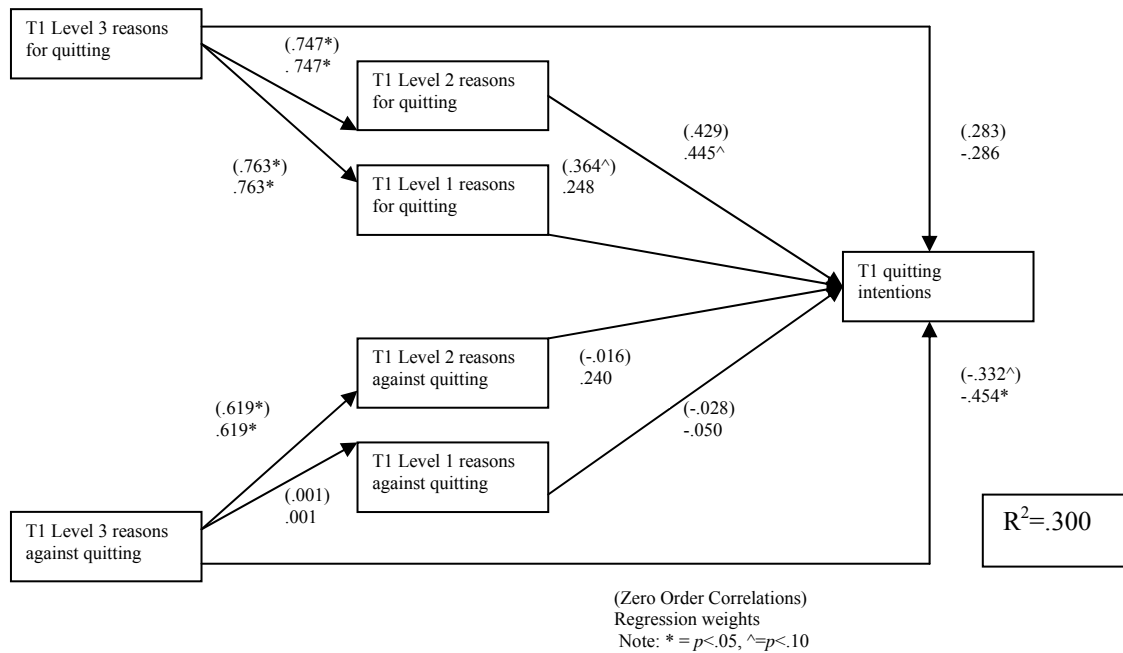 T1 Level 3 reasons
for quitting
(.747*)
. 747*
T1 Level 2 reasons
for quitting
(.763*)
.763*
T1 Level 1 reasons
for quitting
(.429)
.445^
(.364^)
.248
(.283)
-.286
T1 quitting
intentions
T1 Level 2 reasons
against quitting
(-.016)
.240
(.619*)
.619*
T1 Level 1 reasons
against quitting
(-.028)
-.050
(-.332^)
-.454*
(.001)
.001
T1 Level 3 reasons
against quitting
R²=.300
(Zero Order Correlations)
Regression weights
Note: * = p<.05, ^=p<.10